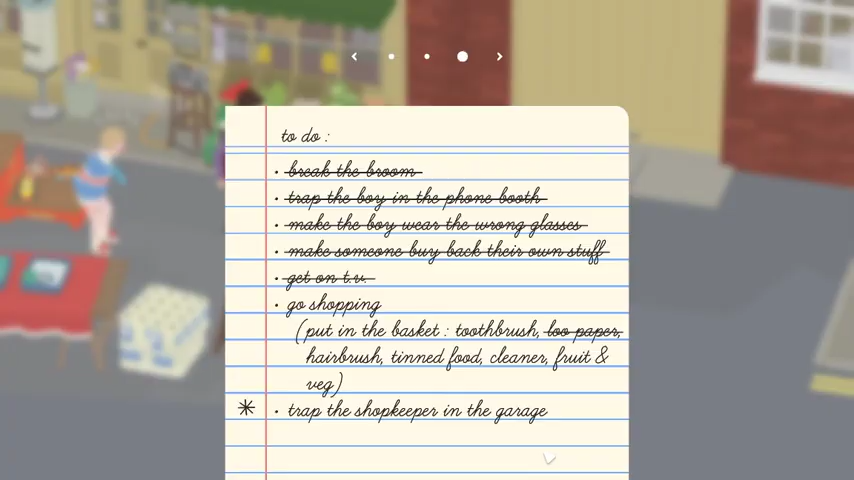 to do :
• break the broom
• trap the boy in the phone booth
• make the boy wear the wrong glasses
• make someone buy back their own stuff
• get on t.v.
• go shopping
(put in the basket : toothbrush, loo paper,
hairbrush, tinned food, cleaner, fruit &
veg)
• trap the shopkeeper in the garage